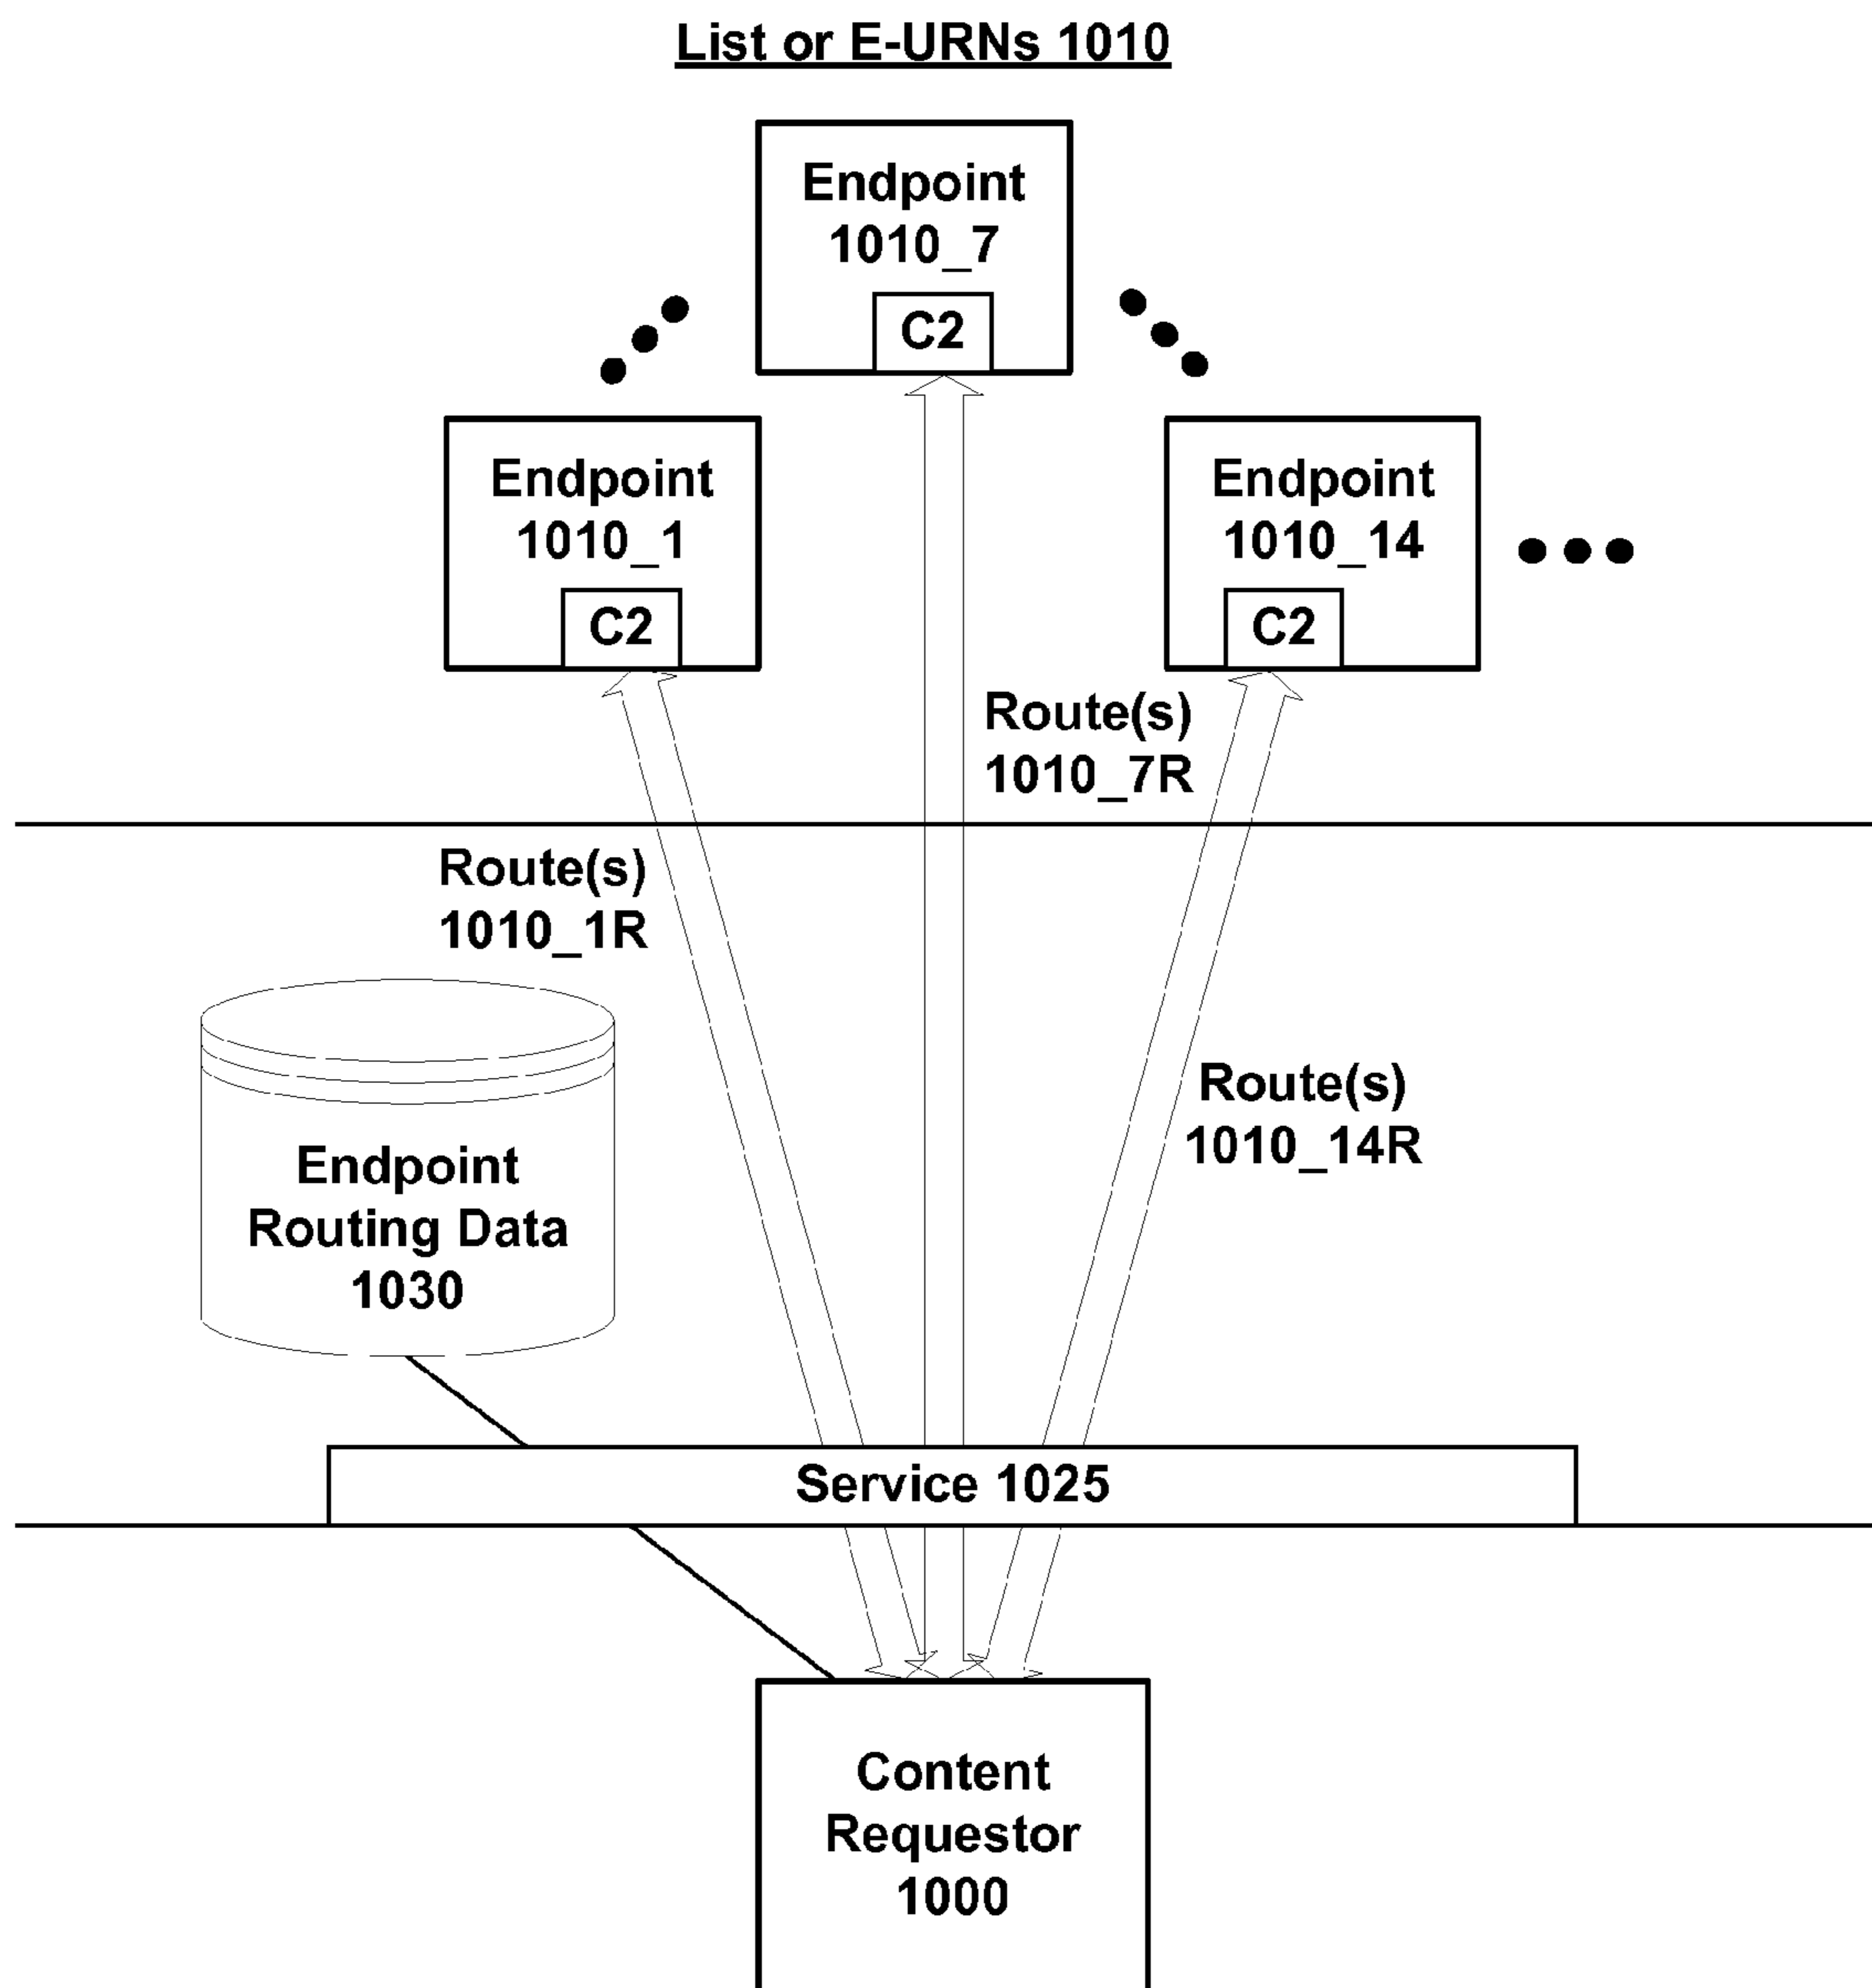 List or E-URNs 1010
Endpoint
1010_7
C2
Endpoint
1010_1
C2
Endpoint
1010_14
C2
Route(s)
1010_7R
Route(s)
1010_1R
Route(s)
1010_14R
Endpoint
Routing Data
1030
Service 1025
Content
Requestor
1000